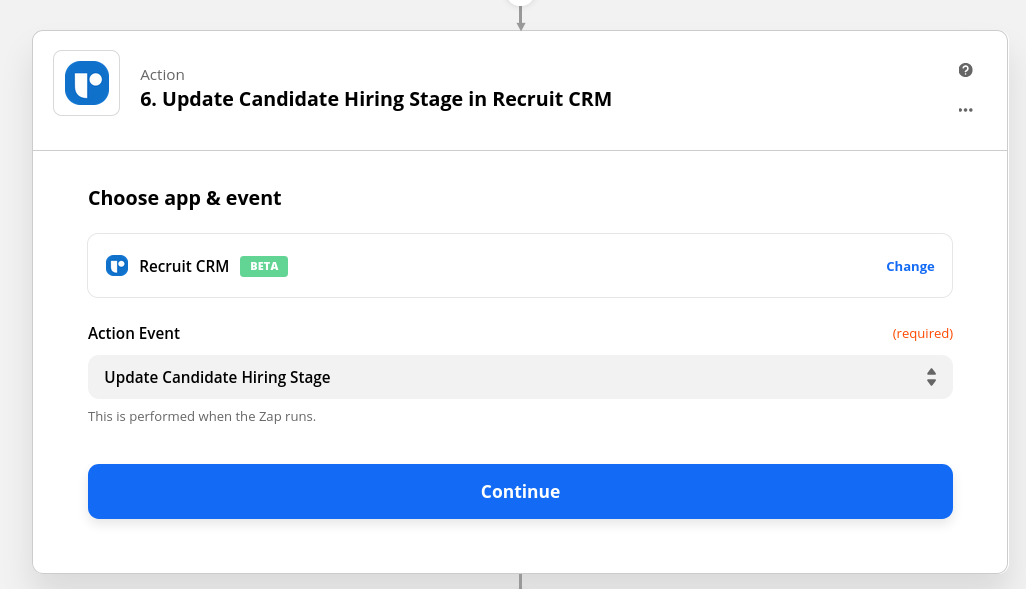 Action
6. Update Candidate Hiring Stage in Recruit CRM
Choose app & event
Recruit CRM BETA Change
Action Event (required)
Update Candidate Hiring Stage
This is performed when the Zap runs.
Continue